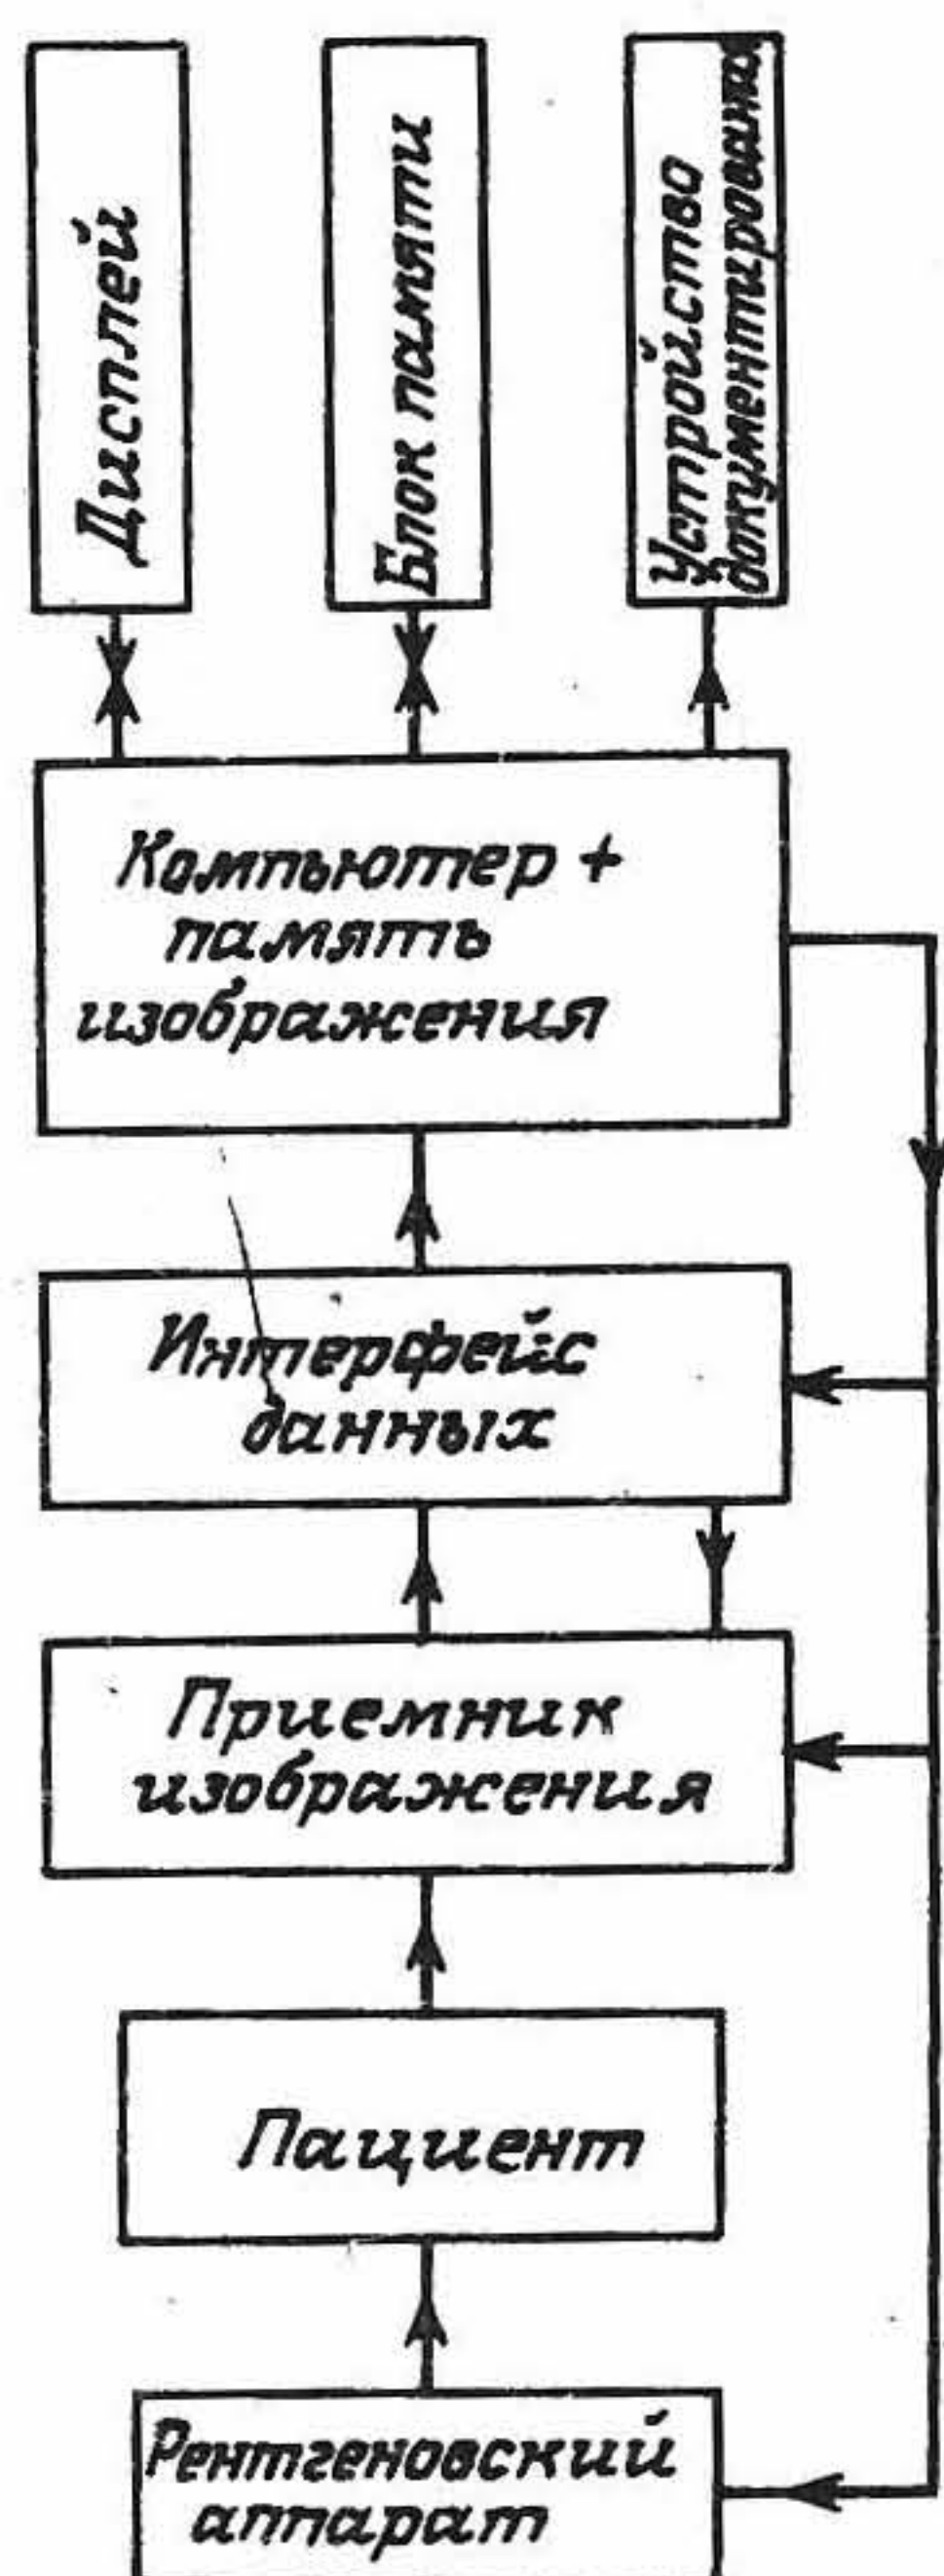 Дисплей
Блок памяти
Устройство
документирования
Компьютер +
память
изображения
Интерфейс
данных
Приемник
изображения
Пациент
Рентгеновский
аппарат